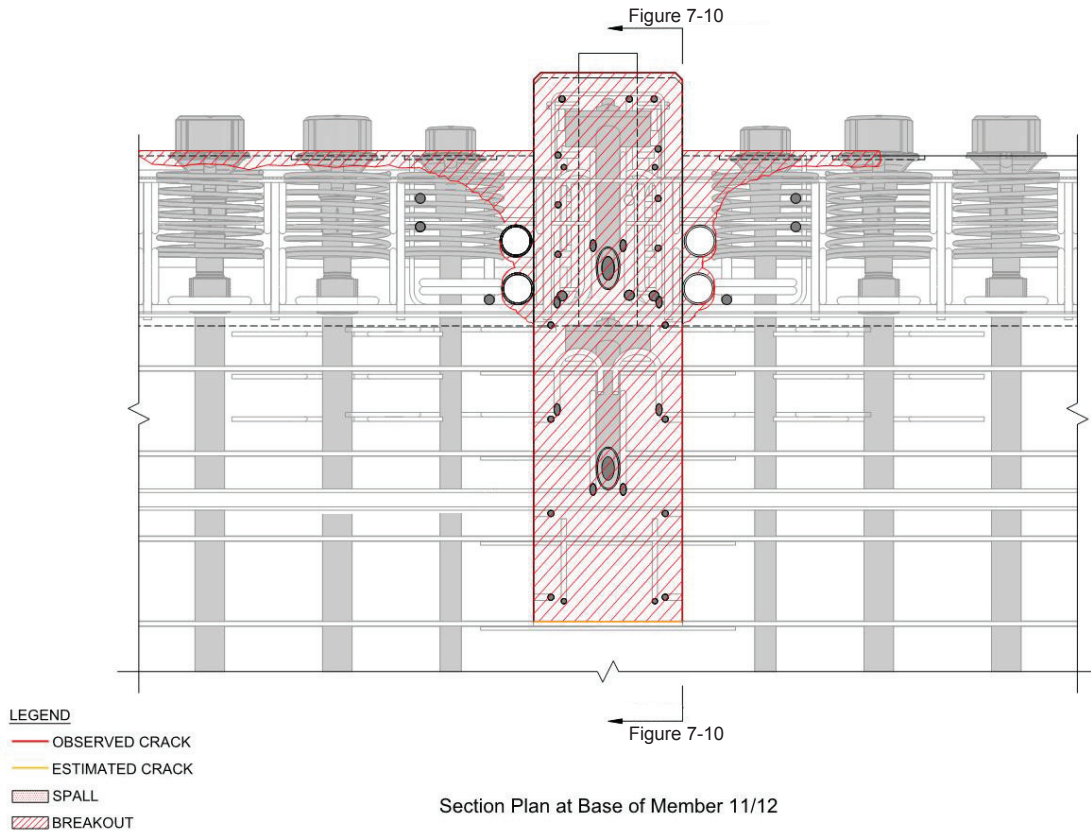 Figure 7-10
Figure 7-10
LEGEND
OBSERVED CRACK
ESTIMATED CRACK
SPALL
BREAKOUT
Section Plan at Base of Member 11/12